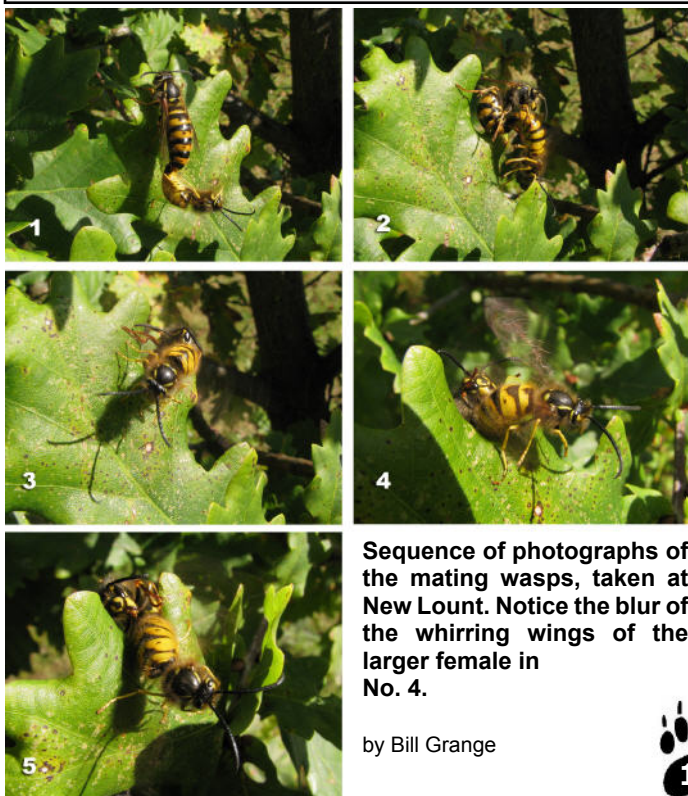 1
2
3
4
5
Sequence of photographs of
the mating wasps, taken at
New Lount. Notice the blur of
the whirring wings of the
larger female in
No. 4.
by Bill Grange